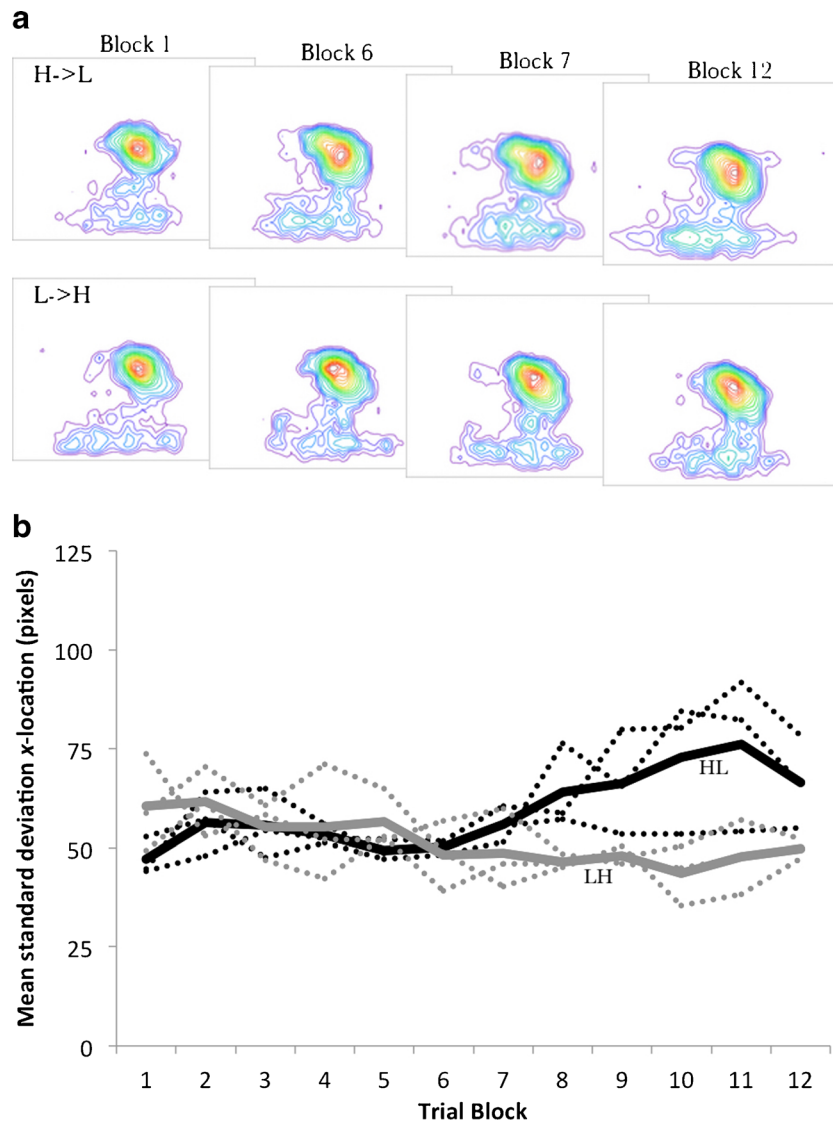 a
Block 1
Block 6
Block 7
Block 12
H->L
L->H
b
Mean standard deviation x-location (pixels)
125
100
75
50
25
0
HL
LH
1 2 3 4 5 6 7 8 9 10 11 12
Trial Block